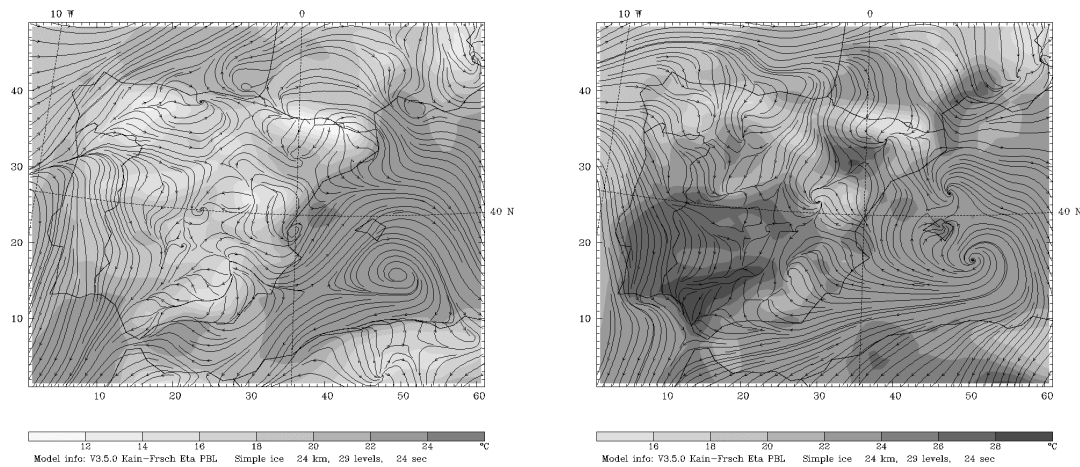 10 W 0
40
30
20
10
40 N
10 20 30 40 50 60
12 14 16 18 20 22 24 °C
Model info: V3.5.0 Kain-Frsch Eta PBL Simple ice 24 km, 29 levels, 24 sec
10 W 0
40
30
20
10
40 N
10 20 30 40 50 60
16 18 20 22 24 26 28 °C
Model info: V3.5.0 Kain-Frsch Eta PBL Simple ice 24 km, 29 levels, 24 sec